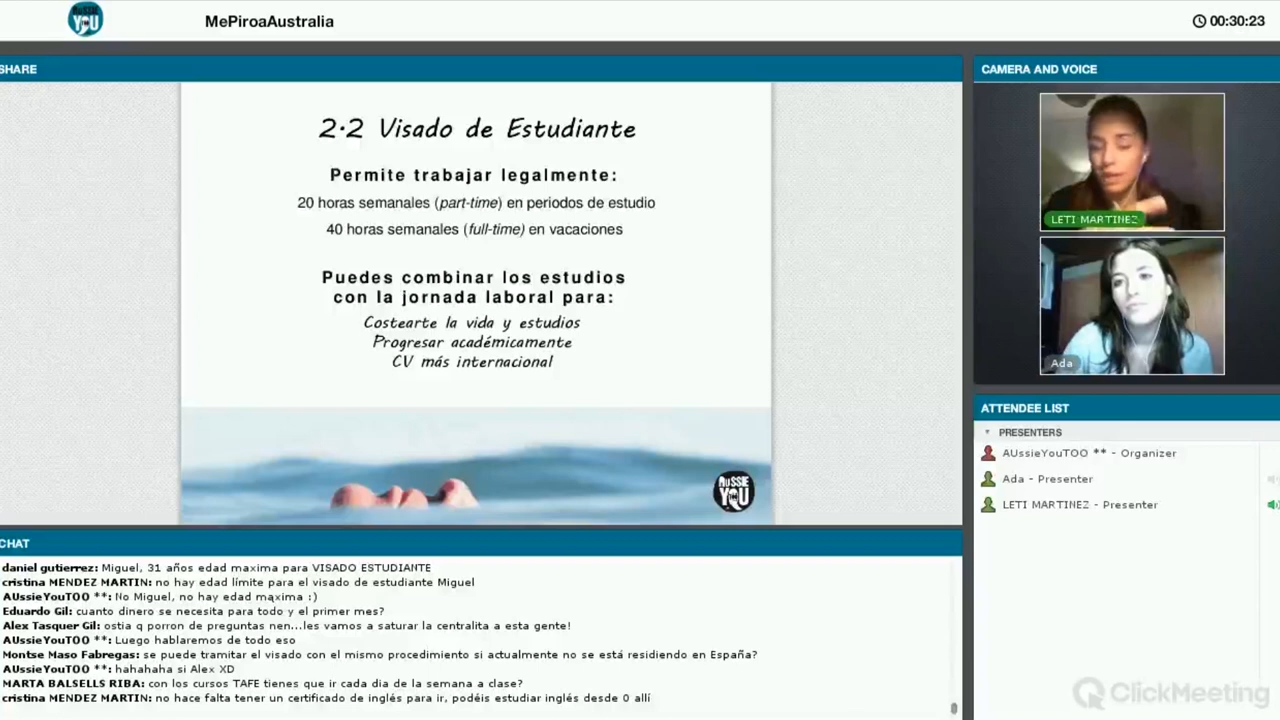 AUSSIE
YOU
TOO
MePiroaAustralia
00:30:23
SHARE
2.2 Visado de Estudiante
Permite trabajar legalmente:
20 horas semanales (part-time) en periodos de estudio
40 horas semanales (full-time) en vacaciones
Puedes combinar los estudios
con la jornada laboral para:
Costearte la vida y estudios
Progresar académicamente
CV más internacional
AUSSIE
YOU
TOO
CAMERA AND VOICE
LETI MARTINEZ
Ada
ATTENDEE LIST
PRESENTERS
AUssieYouTOO ** - Organizer
Ada - Presenter
LETI MARTINEZ - Presenter
CHAT
daniel gutierrez: Miguel, 31 años edad maxima para VISADO ESTUDIANTE
cristina MENDEZ MARTIN: no hay edad límite para el visado de estudiante Miguel
AUssieYouTOO **: No Miguel, no hay edad máxima :)
Eduardo Gil: cuanto dinero se necesita para todo y el primer mes?
Alex Tasquer Gil: ostia q porron de preguntas nen...les vamos a saturar la centralita a esta gente!
AUssieYouTOO **: Luego hablaremos de todo eso
Montse Maso Fabregas: se puede tramitar el visado con el mismo procedimiento si actualmente no se está residiendo en España?
AUssieYouTOO **: hahahaha si Alex XD
MARTA BALSELLS RIBA: con los cursos TAFE tienes que ir cada dia de la semana a clase?
cristina MENDEZ MARTIN: no hace falta tener un certificado de inglés para ir, podéis estudiar inglés desde 0 allí
ClickMeeting